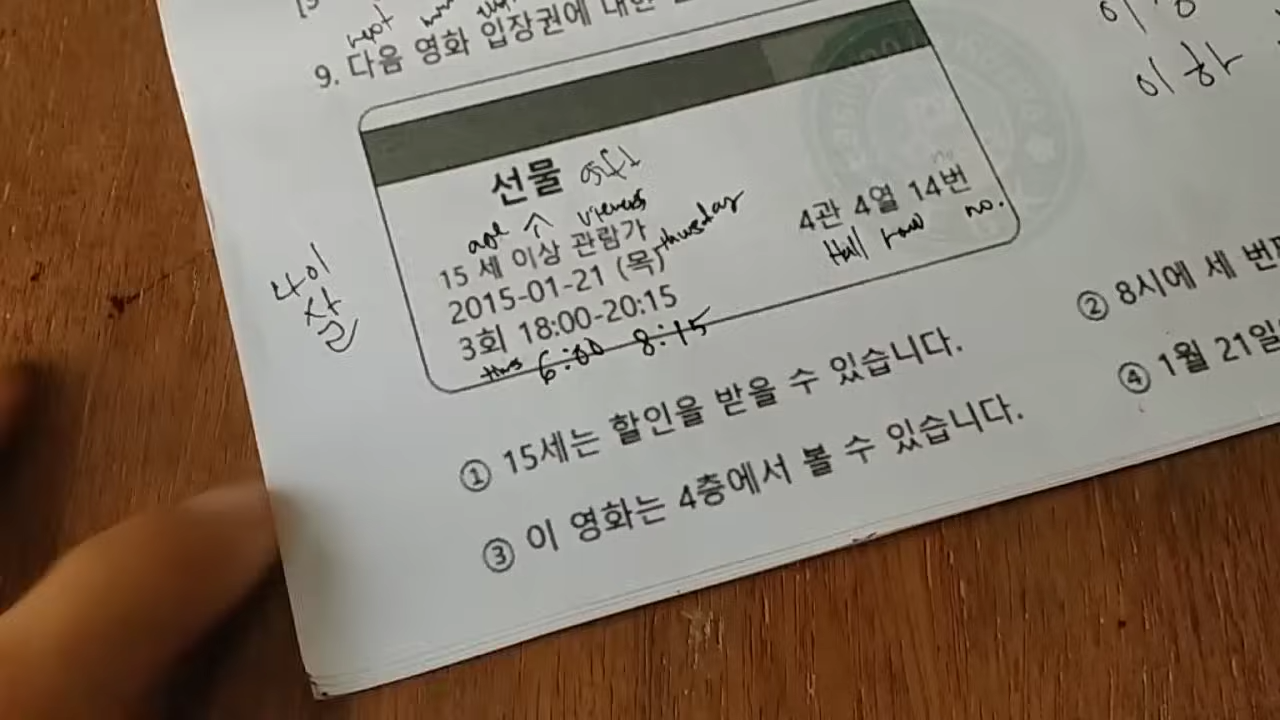 next
9. 다음 영화 입장권에 대한
이상
이하
선물 gift
age ↑ viewers
15 세 이상 관람가
thursday
2015-01-21 (목)
4관 4열 14번
Hall row no.
3회 18:00-20:15
6:00 8:15
나이
살
① 15세는 할인을 받을 수 있습니다.
② 8시에 세 번
③ 이 영화는 4층에서 볼 수 있습니다.
④ 1월 21일